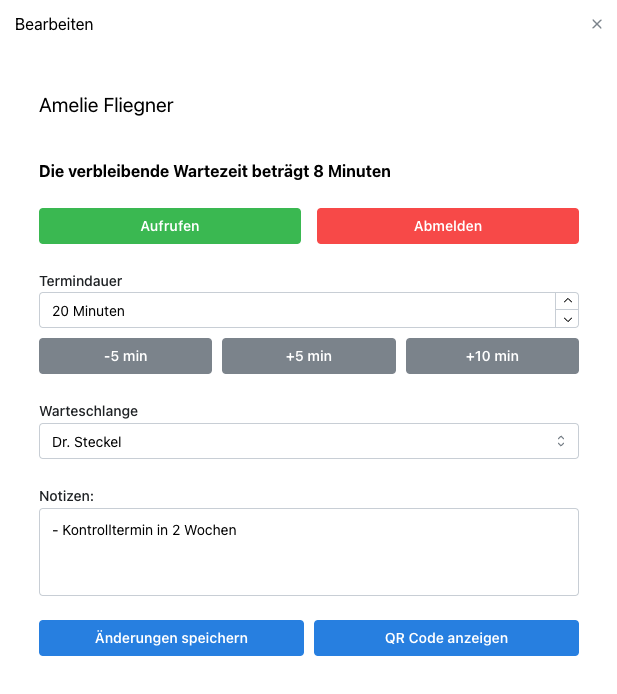 Bearbeiten
Amelie Fliegner
Die verbleibende Wartezeit beträgt 8 Minuten
Aufrufen Abmelden
Termindauer
20 Minuten
-5 min +5 min +10 min
Warteschlange
Dr. Steckel
Notizen:
- Kontrolltermin in 2 Wochen
Änderungen speichern QR Code anzeigen